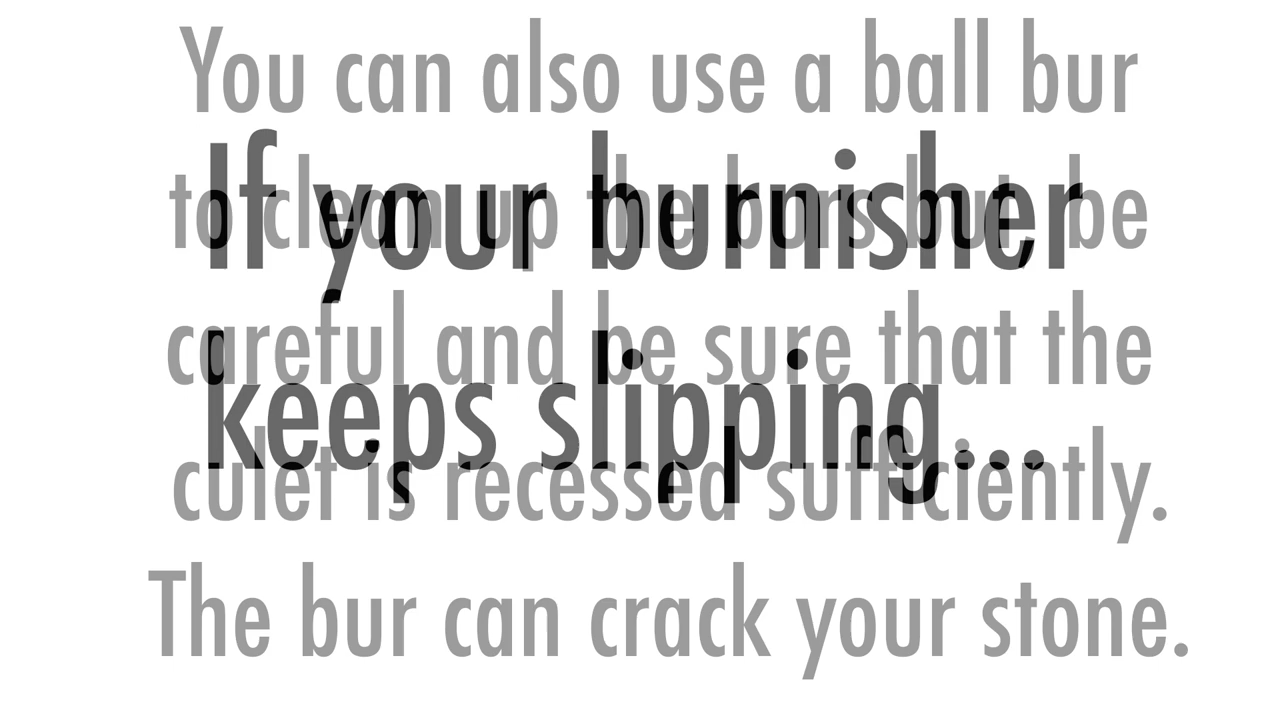 You can also use a ball bur
to clean up the burs but, be
careful and be sure that the
culet is recessed sufficiently.
The bur can crack your stone.
If your burnisher
keeps slipping...